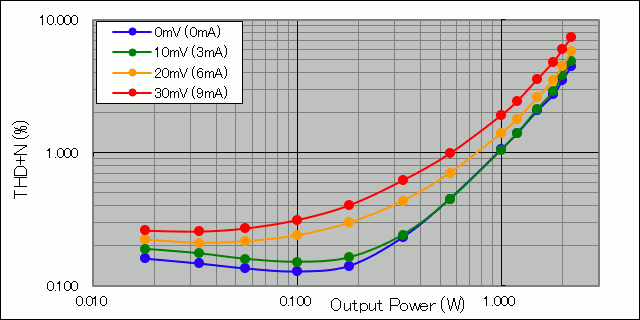 10.000
0mV (0mA)
10mV (3mA)
20mV (6mA)
30mV (9mA)
THD+N (%)
1.000
0.100
0.010
0.100
1.000
Output Power (W)